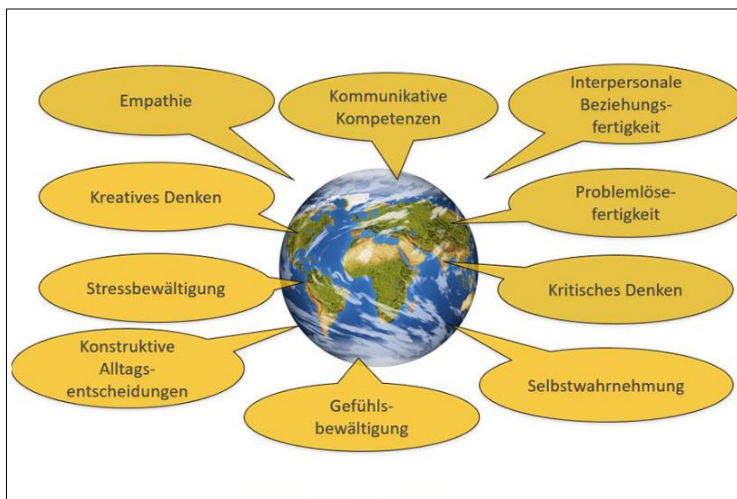 Empathie
Kommunikative
Kompetenzen
Interpersonale
Beziehungs-
fertigkeit
Kreatives Denken
Problemlöse-
fertigkeit
Stressbewältigung
Kritisches Denken
Konstruktive
Alltags-
entscheidungen
Selbstwahrnehmung
Gefühls-
bewältigung